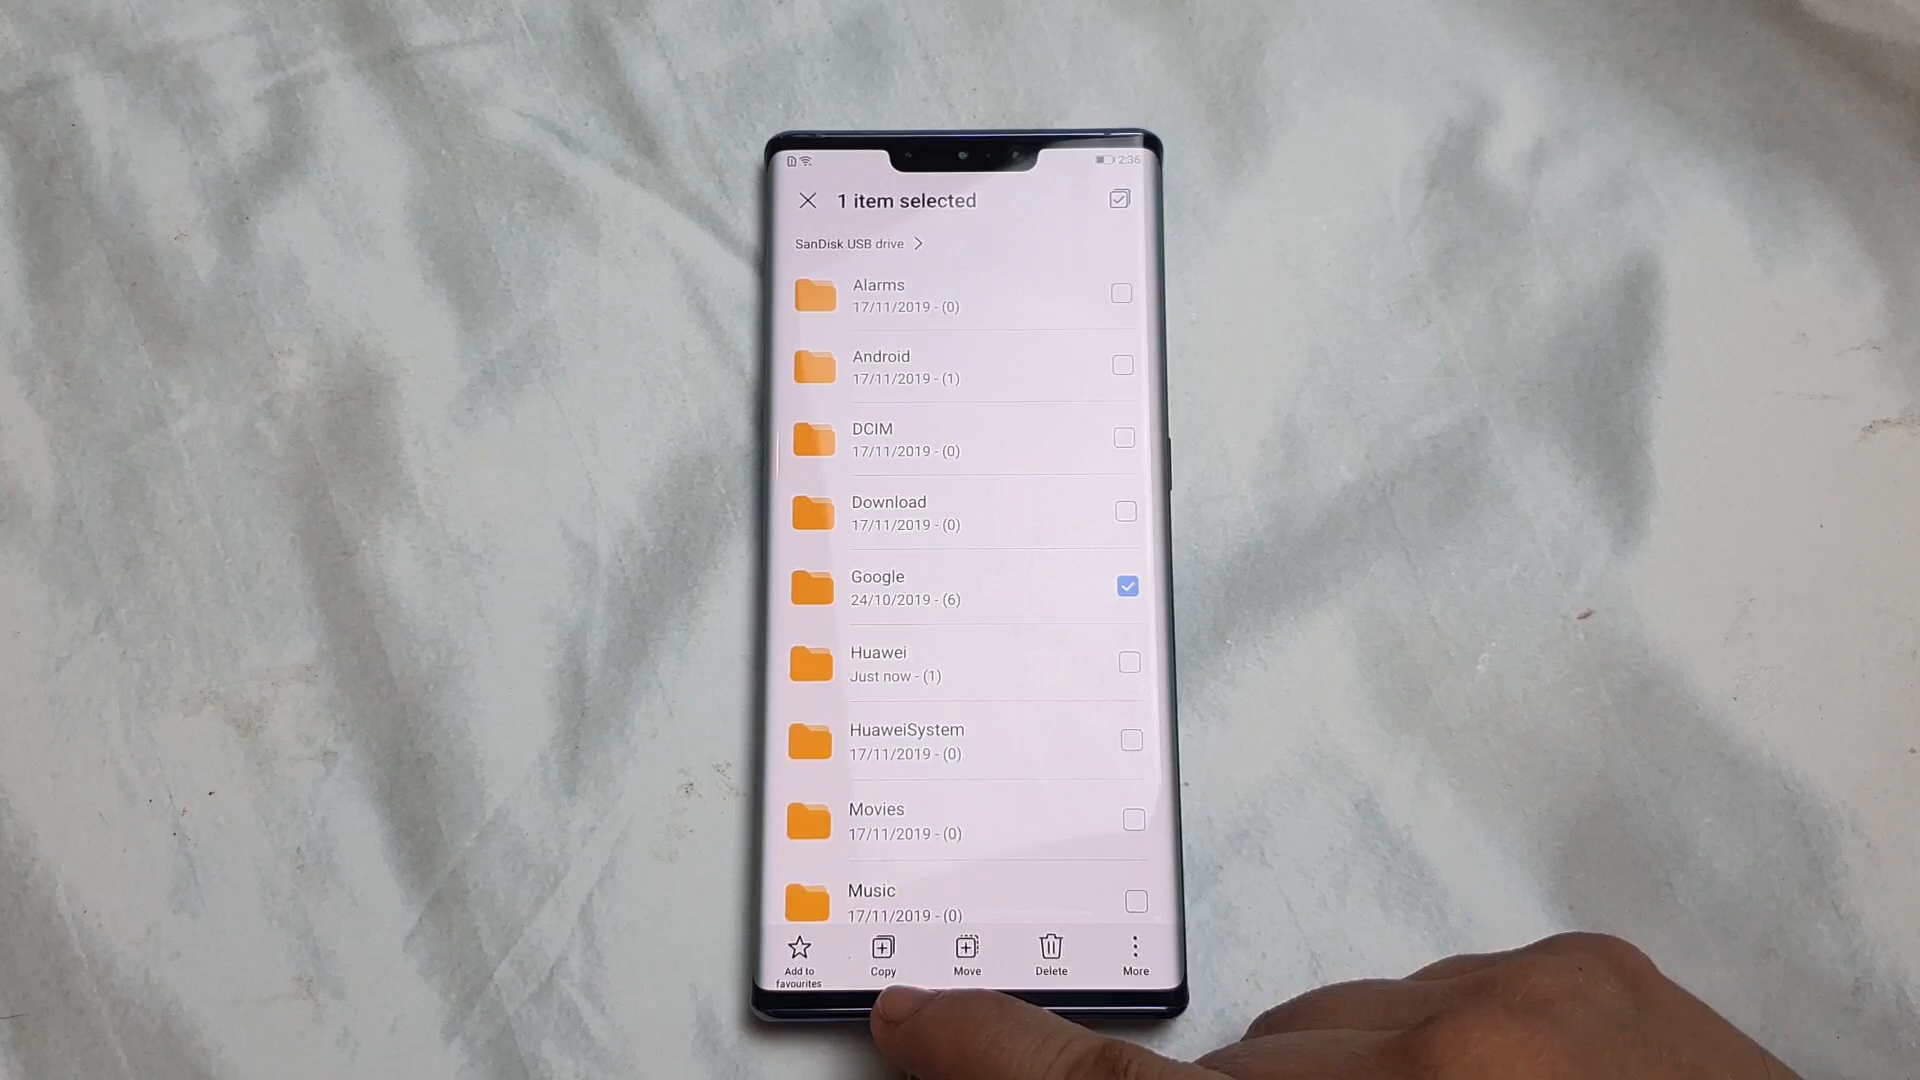 2:36
1 item selected
SanDisk USB drive
Alarms
17/11/2019 - (0)
Android
17/11/2019 - (1)
DCIM
17/11/2019 - (0)
Download
17/11/2019 - (0)
Google
24/10/2019 - (6)
Huawei
Just now - (1)
HuaweiSystem
17/11/2019 - (0)
Movies
17/11/2019 - (0)
Music
17/11/2019 - (0)
Add to
favourites
Copy
Move
Delete
More